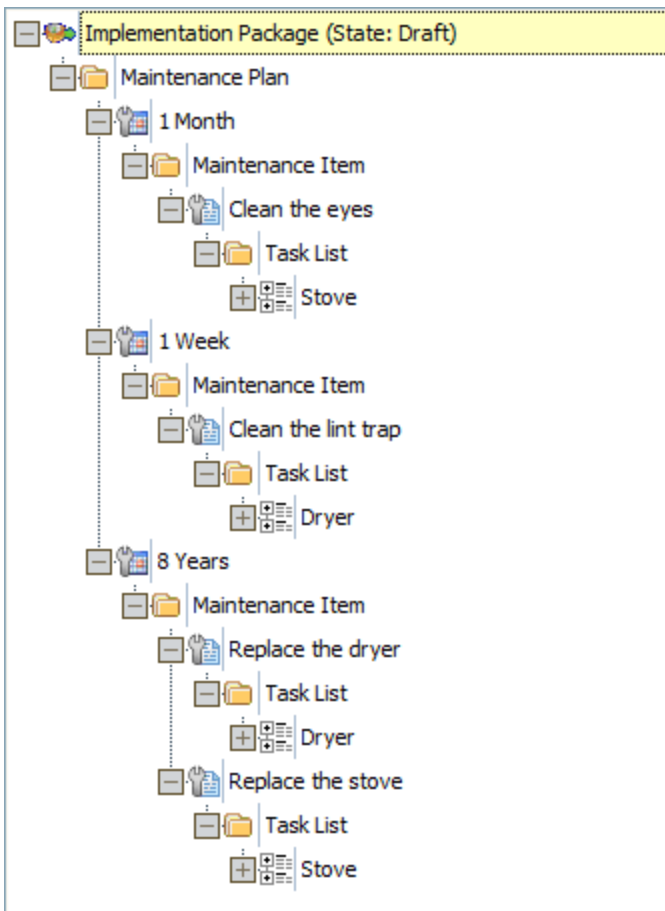 Implementation Package (State: Draft)
Maintenance Plan
1 Month
Maintenance Item
Clean the eyes
Task List
Stove
1 Week
Maintenance Item
Clean the lint trap
Task List
Dryer
8 Years
Maintenance Item
Replace the dryer
Task List
Dryer
Replace the stove
Task List
Stove